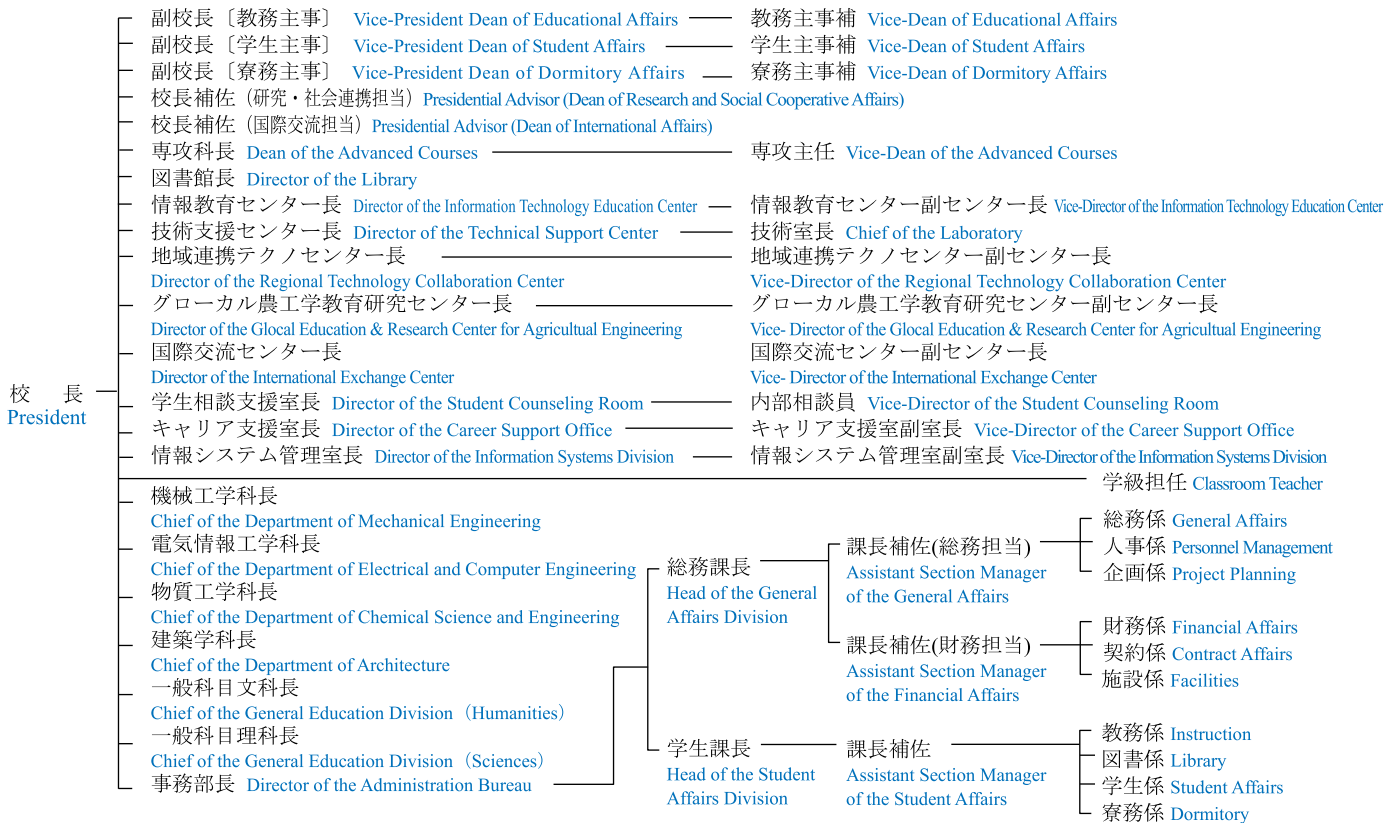 副校長〔教務主事〕 Vice-President Dean of Educational Affairs 教務主事補 Vice-Dean of Educational Affairs
副校長〔学生主事〕 Vice-President Dean of Student Affairs 学生主事補 Vice-Dean of Student Affairs
副校長〔寮務主事〕 Vice-President Dean of Dormitory Affairs 寮務主事補 Vice-Dean of Dormitory Affairs
校長補佐（研究・社会連携担当）Presidential Advisor (Dean of Research and Social Cooperative Affairs)
校長補佐（国際交流担当）Presidential Advisor (Dean of International Affairs)
専攻科長 Dean of the Advanced Courses 専攻主任 Vice-Dean of the Advanced Courses
図書館長 Director of the Library
情報教育センター長 Director of the Information Technology Education Center 情報教育センター副センター長 Vice-Director of the Information Technology Education Center
技術支援センター長 Director of the Technical Support Center 技術室長 Chief of the Laboratory
地域連携テクノセンター長 地域連携テクノセンター副センター長
Director of the Regional Technology Collaboration Center Vice-Director of the Regional Technology Collaboration Center
グローカル農工学教育研究センター長 グローカル農工学教育研究センター副センター長
Director of the Glocal Education & Research Center for Agricultual Engineering Vice- Director of the Glocal Education & Research Center for Agricultual Engineering
国際交流センター長 国際交流センター副センター長
Director of the International Exchange Center Vice- Director of the International Exchange Center
校 長
President
学生相談支援室長 Director of the Student Counseling Room 内部相談員 Vice-Director of the Student Counseling Room
キャリア支援室長 Director of the Career Support Office キャリア支援室副室長 Vice-Director of the Career Support Office
情報システム管理室長 Director of the Information Systems Division 情報システム管理室副室長 Vice-Director of the Information Systems Division
学級担任 Classroom Teacher
機械工学科長
Chief of the Department of Mechanical Engineering
電気情報工学科長
Chief of the Department of Electrical and Computer Engineering
物質工学科長
Chief of the Department of Chemical Science and Engineering
建築学科長
Chief of the Department of Architecture
一般科目文科長
Chief of the General Education Division（Humanities）
一般科目理科長
Chief of the General Education Division（Sciences）
事務部長 Director of the Administration Bureau
総務課長
Head of the General
Affairs Division
課長補佐(総務担当)
Assistant Section Manager
of the General Affairs
総務係 General Affairs
人事係 Personnel Management
企画係 Project Planning
課長補佐(財務担当)
Assistant Section Manager
of the Financial Affairs
財務係 Financial Affairs
契約係 Contract Affairs
施設係 Facilities
学生課長
Head of the Student
Affairs Division
課長補佐
Assistant Section Manager
of the Student Affairs
教務係 Instruction
図書係 Library
学生係 Student Affairs
寮務係 Dormitory